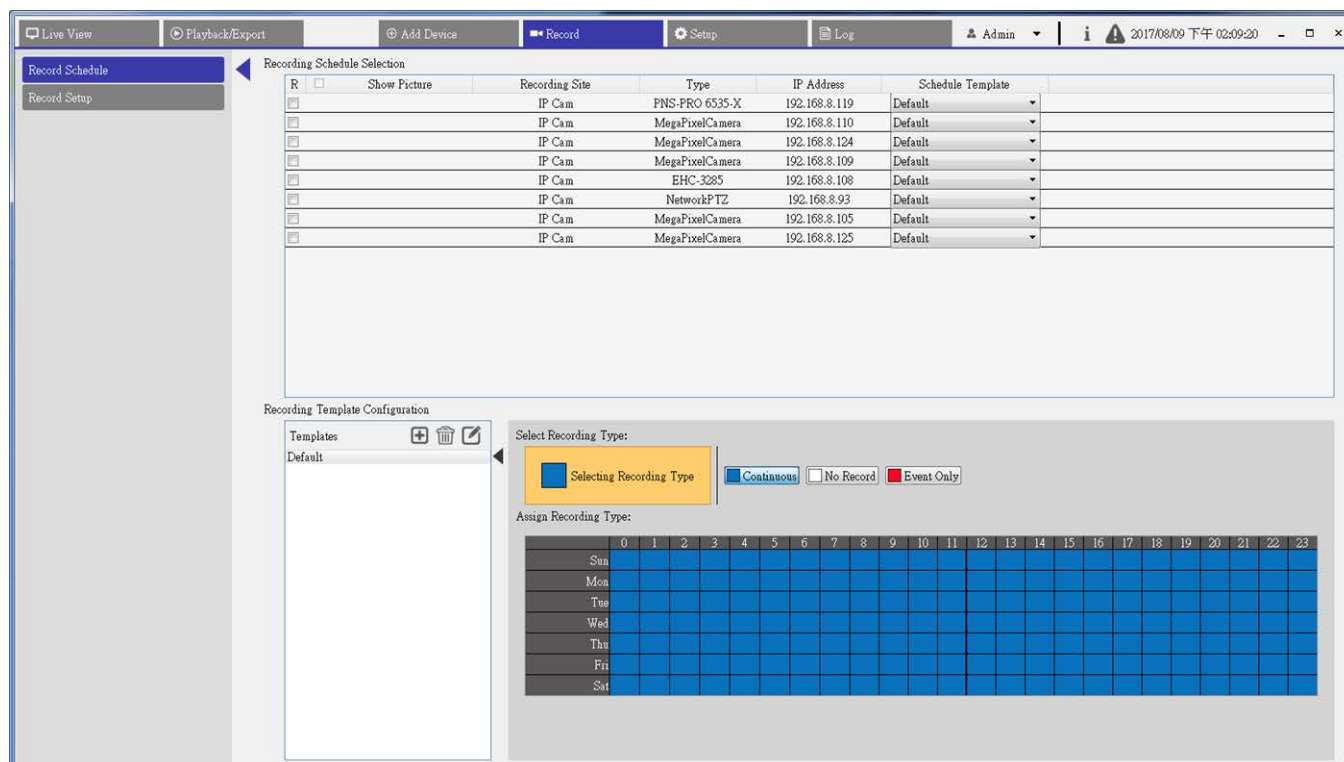 Live View Playback/Export Add Device Record Setup Log Admin 2017/08/09 下午 02:09:20
Record Schedule
Record Setup
Recording Schedule Selection
R Show Picture Recording Site Type IP Address Schedule Template
IP Cam PNS-PRO 6535-X 192.168.8.119 Default
IP Cam MegaPixelCamera 192.168.8.110 Default
IP Cam MegaPixelCamera 192.168.8.124 Default
IP Cam MegaPixelCamera 192.168.8.109 Default
IP Cam EHC-3285 192.168.8.108 Default
IP Cam NetworkPTZ 192.168.8.93 Default
IP Cam MegaPixelCamera 192.168.8.105 Default
IP Cam MegaPixelCamera 192.168.8.125 Default
Recording Template Configuration
Templates
Default
Select Recording Type:
Selecting Recording Type Continuous No Record Event Only
Assign Recording Type:
0 1 2 3 4 5 6 7 8 9 10 11 12 13 14 15 16 17 18 19 20 21 22 23
Sun
Mon
Tue
Wed
Thu
Fri
Sat